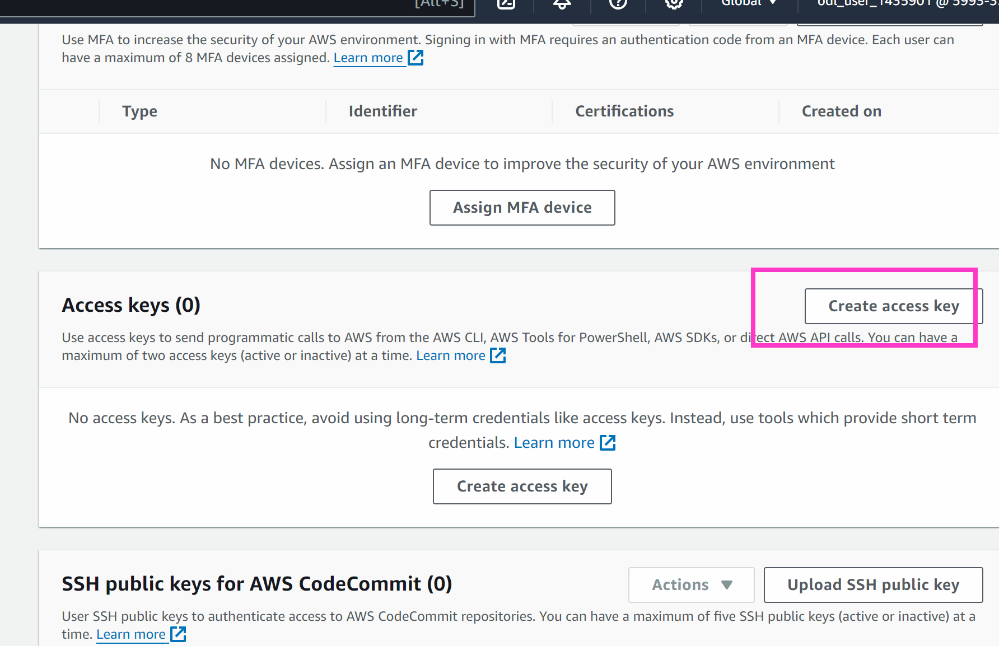 [Alt+S]
Global
odl_user_1435901 @ 5993-3
Use MFA to increase the security of your AWS environment. Signing in with MFA requires an authentication code from an MFA device. Each user can
have a maximum of 8 MFA devices assigned. Learn more
Type Identifier Certifications Created on
No MFA devices. Assign an MFA device to improve the security of your AWS environment
Assign MFA device
Access keys (0)
Create access key
Use access keys to send programmatic calls to AWS from the AWS CLI, AWS Tools for PowerShell, AWS SDKs, or direct AWS API calls. You can have a
maximum of two access keys (active or inactive) at a time. Learn more
No access keys. As a best practice, avoid using long-term credentials like access keys. Instead, use tools which provide short term
credentials. Learn more
Create access key
SSH public keys for AWS CodeCommit (0)
Actions
Upload SSH public key
User SSH public keys to authenticate access to AWS CodeCommit repositories. You can have a maximum of five SSH public keys (active or inactive) at a
time. Learn more